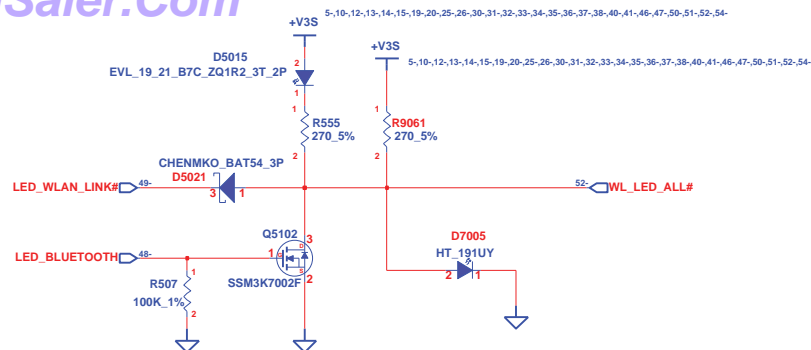 Saler.Com
+V3S
5-,10-,12-,13-,14-,15-,19-,20-,25-,26-,30-,31-,32-,33-,34-,35-,36-,37-,38-,40-,41-,46-,47-,50-,51-,52-,54-
D5015
EVL_19_21_B7C_ZQ1R2_3T_2P
2
1
+V3S
5-,10-,12-,13-,14-,15-,19-,20-,25-,26-,30-,31-,32-,33-,34-,35-,36-,37-,38-,40-,41-,46-,47-,50-,51-,52-,54-
1
R555
270_5%
2
1
R9061
270_5%
2
CHENMKO_BAT54_3P
D5021
LED_WLAN_LINK#
49-
3
1
52-
WL_LED_ALL#
Q5102
3
D
LED_BLUETOOTH
48-
1
G
S
2
SSM3K7002F
D7005
HT_191UY
2
1
1
R507
100K_1%
2